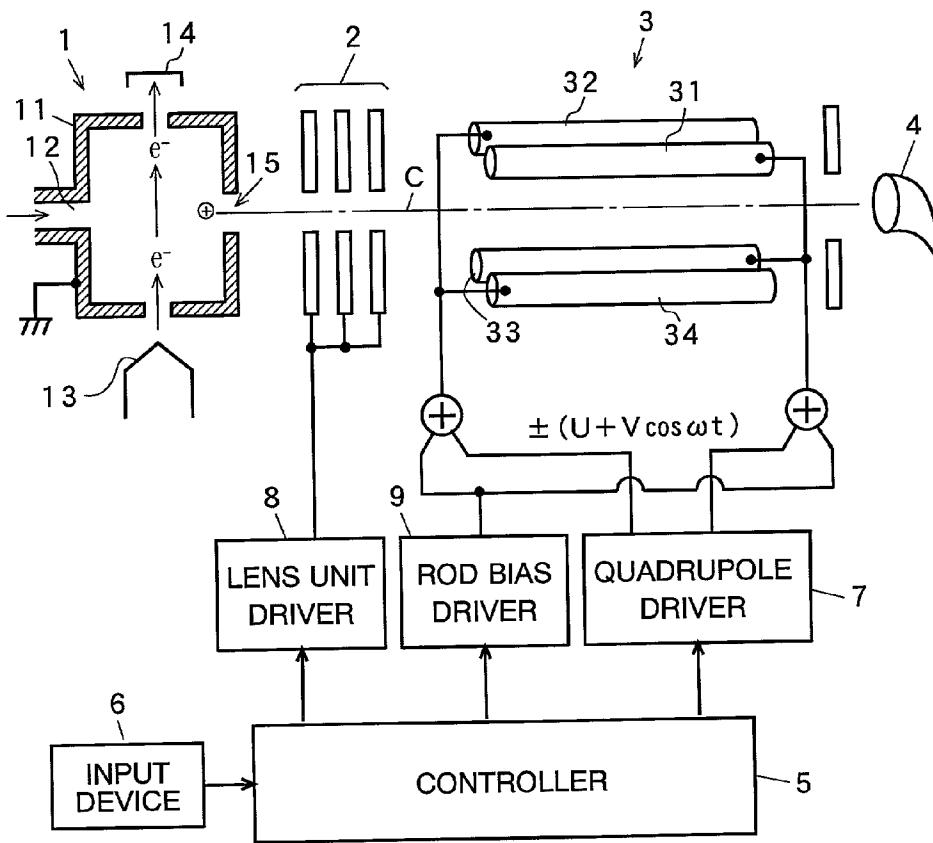 14
1
2
3
11
32
31
12
4
e⁻
15
⊕
C
e⁻
33
34
13
± (U + V cos ωt)
8
9
LENS UNIT
DRIVER
ROD BIAS
DRIVER
QUADRUPOLE
DRIVER
7
6
INPUT
DEVICE
CONTROLLER
5